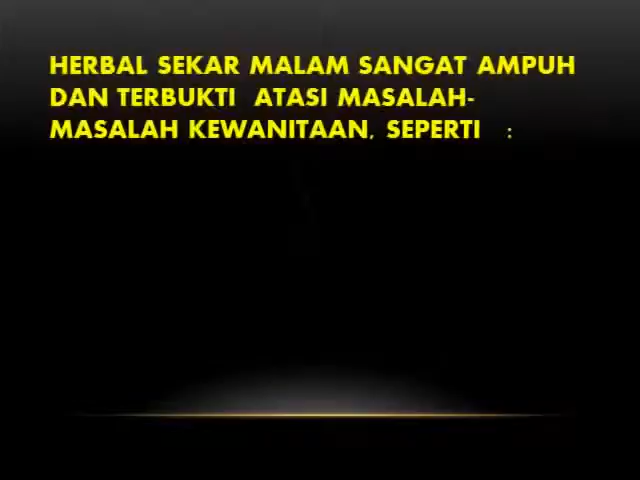 HERBAL SEKAR MALAM SANGAT AMPUH
DAN TERBUKTI ATASI MASALAH-
MASALAH KEWANITAAN, SEPERTI :